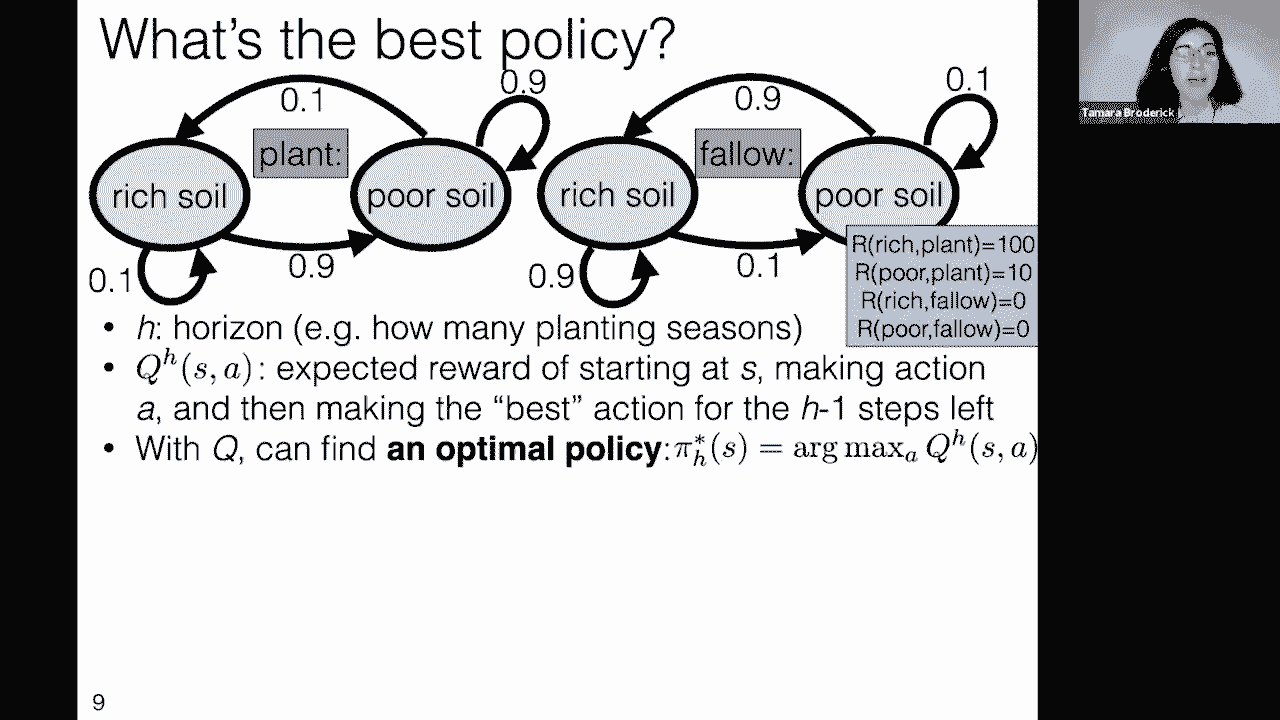 What's the best policy?
0.1
0.9
0.9
0.1
plant:
fallow:
rich soil
poor soil
rich soil
poor soil
0.1
0.9
0.9
0.1
R(rich,plant)=100
R(poor,plant)=10
R(rich,fallow)=0
R(poor,fallow)=0
• h: horizon (e.g. how many planting seasons)
• Q^h(s, a): expected reward of starting at s, making action
a, and then making the “best” action for the h-1 steps left
• With Q, can find an optimal policy: π*_h(s) = arg max_a Q^h(s, a)
9
Tamara Broderick